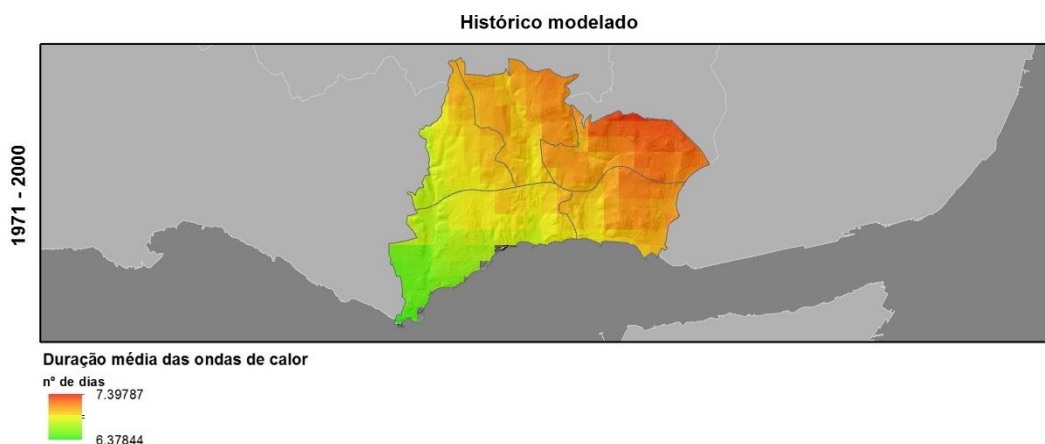 Histórico modelado
1971 - 2000
Duração média das ondas de calor
nº de dias
7.39787
6.37844